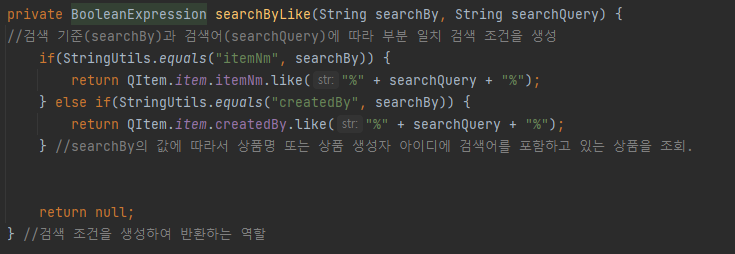 private BooleanExpression searchByLike(String searchBy, String searchQuery) {
//검색 기준(searchBy)과 검색어(searchQuery)에 따라 부분 일치 검색 조건을 생성
    if(StringUtils.equals("itemNm", searchBy)) {
        return QItem.item.itemNm.like( str: "%" + searchQuery + "%");
    } else if(StringUtils.equals("createdBy", searchBy)) {
        return QItem.item.createdBy.like( str: "%" + searchQuery + "%");
    } //searchBy의 값에 따라서 상품명 또는 상품 생성자 아이디에 검색어를 포함하고 있는 상품을 조회.
    return null;
} //검색 조건을 생성하여 반환하는 역할